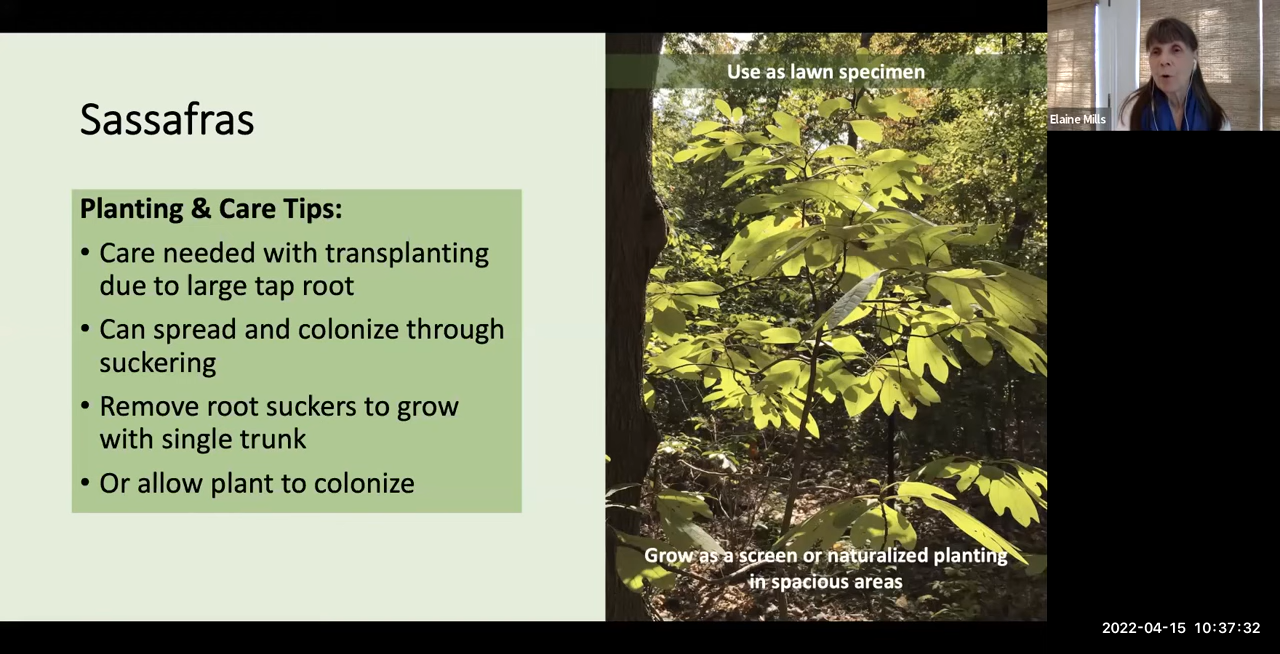 Sassafras
Planting & Care Tips:
• Care needed with transplanting
due to large tap root
• Can spread and colonize through
suckering
• Remove root suckers to grow
with single trunk
• Or allow plant to colonize
Use as lawn specimen
Grow as a screen or naturalized planting
in spacious areas
Elaine Mills
2022-04-15 10:37:32